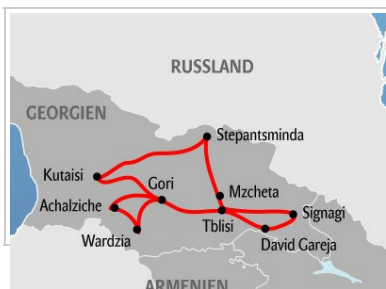 RUSSLAND
GEORGIEN
Stepantsminda
Kutaisi
Gori
Mzcheta
Achalziche
Signagi
Tblisi
Wardzia
David Gareja
ARMENIEN